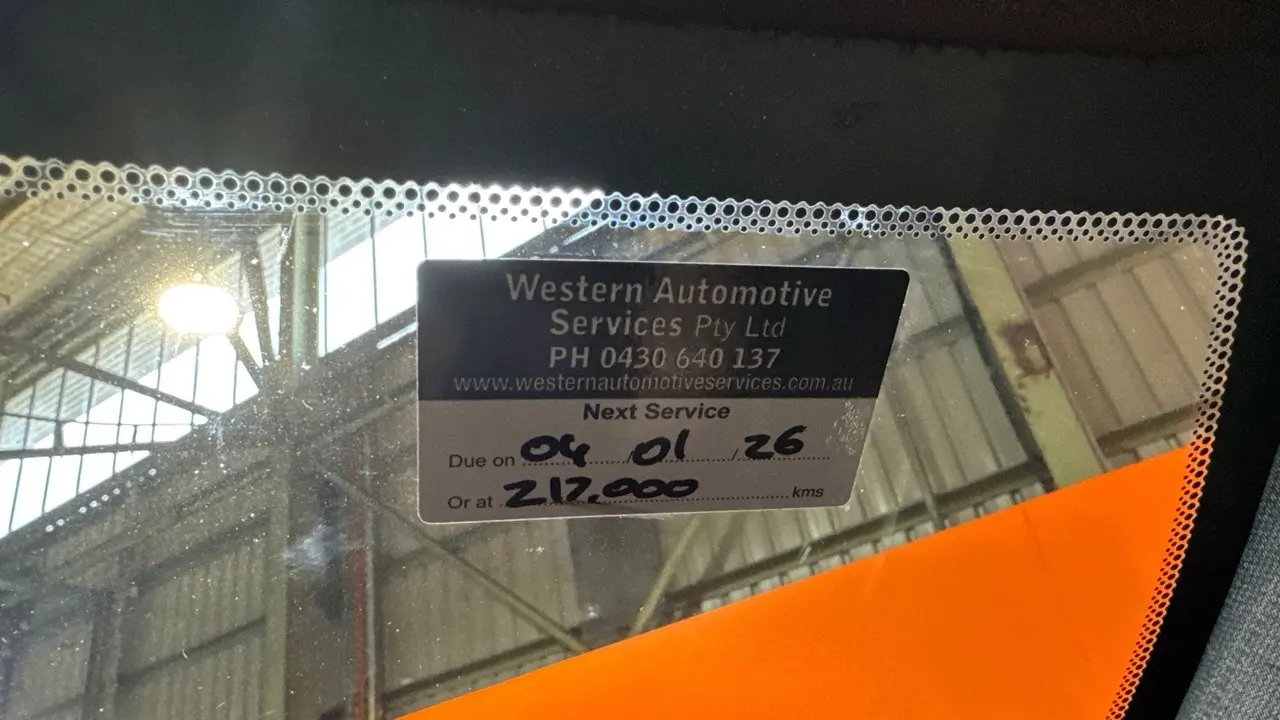 Western Automotive
Services Pty Ltd
PH 0430 640 137
www.westernautomotiveservices.com.au
Next Service
Due on 04 / 01 / 26
Or at 217.000 kms